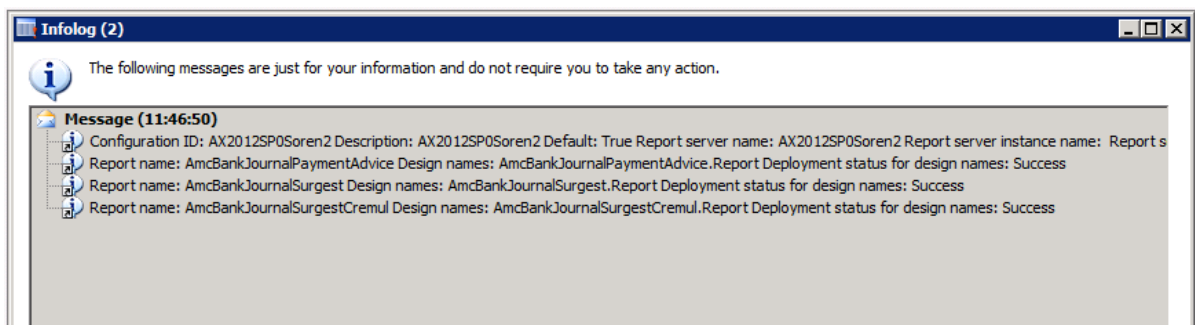 Infolog (2)
The following messages are just for your information and do not require you to take any action.
Message (11:46:50)
Configuration ID: AX2012SP0Soren2 Description: AX2012SP0Soren2 Default: True Report server name: AX2012SP0Soren2 Report server instance name:  Report s
Report name: AmcBankJournalPaymentAdvice Design names: AmcBankJournalPaymentAdvice.Report Deployment status for design names: Success
Report name: AmcBankJournalSurgest Design names: AmcBankJournalSurgest.Report Deployment status for design names: Success
Report name: AmcBankJournalSurgestCremul Design names: AmcBankJournalSurgestCremul.Report Deployment status for design names: Success